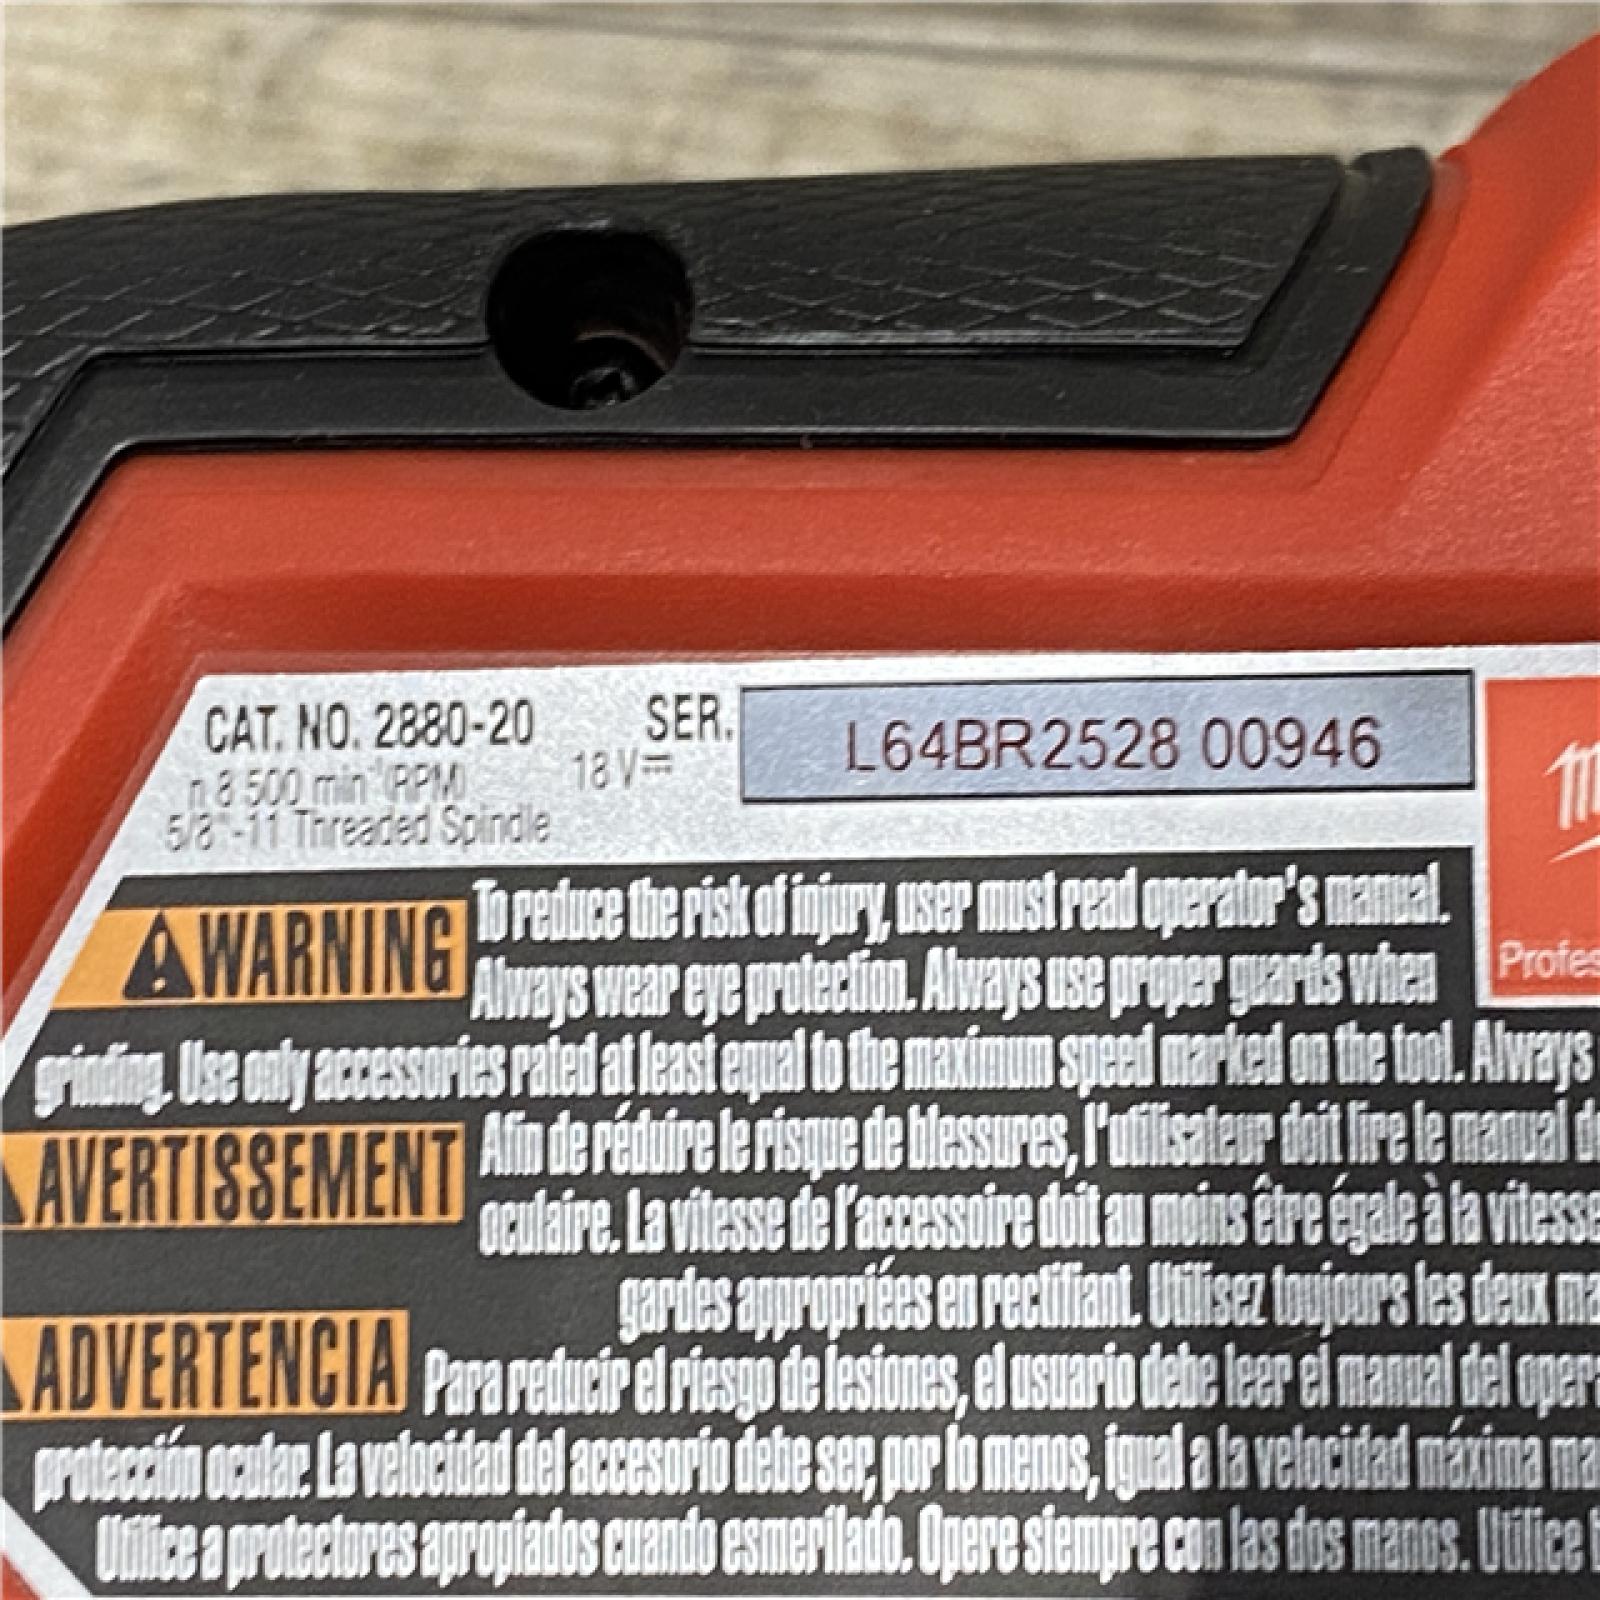 CAT. NO. 2880-20 SER. L64BR2528 00946
n 8 500 min⁻¹(RPM) 18 V⎓
5/8"-11 Threaded Spindle
WARNING To reduce the risk of injury, user must read operator's manual.
Always wear eye protection. Always use proper guards when
grinding. Use only accessories rated at least equal to the maximum speed marked on the tool. Always
AVERTISSEMENT Afin de réduire le risque de blessures, l'utilisateur doit lire le manual
oculaire. La vitesse de l'accessoire doit au moins être égale à la vitesse
gardes appropriées en rectifiant. Utilisez toujours les deux
ADVERTENCIA Para reducir el riesgo de lesiones, el usuario debe leer el manual del
protección ocular. La velocidad del accesorio debe ser, por lo menos, igual a la velocidad máxima
Utilice a protectores apropiados cuando esmerilado. Opere siempre con las dos manos. Utilice